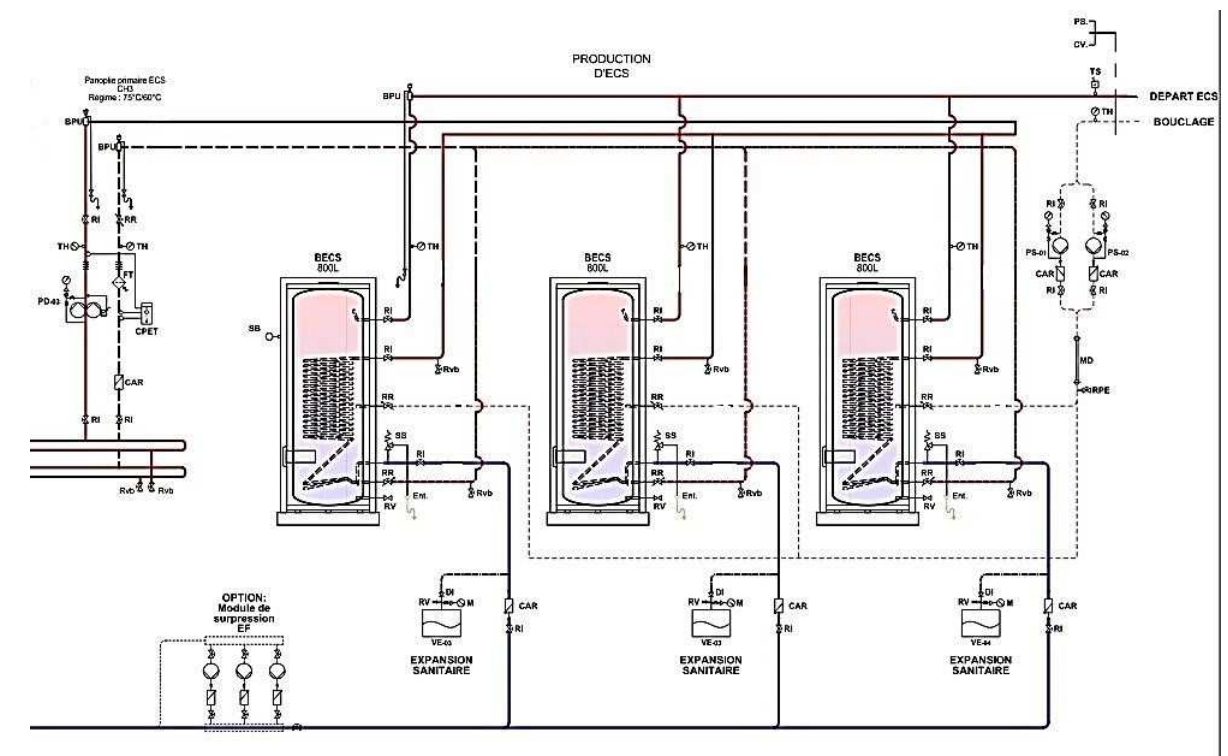 PS.
CV.
PRODUCTION
D'ECS
Panoplie primaire ECS
CH3
Régime : 75°C/60°C
TS
BPU
DEPART ECS
TH
BOUCLAGE
BPU
BPU
RI
RR
RI
RI
TH
TH
TH
TH
TH
PS-01
PS-02
FT
BECS
800L
BECS
800L
BECS
800L
CAR
CAR
PD-03
RI
RI
CPET
SB
RI
RI
RI
RI
RI
RI
MD
Rvb
Rvb
Rvb
CAR
RPE
RR
RR
RR
RI
RI
SS
SS
SS
RI
RI
RI
RR
RR
RR
Rvb
Rvb
Rvb
Rvb
Rvb
RV
Ent.
RV
Ent.
RV
Ent.
DI
DI
DI
RV
M
RV
M
RV
M
CAR
CAR
CAR
OPTION:
Module de
surpression
EF
RI
RI
RI
VE-03
VE-04
EXPANSION
SANITAIRE
EXPANSION
SANITAIRE
EXPANSION
SANITAIRE